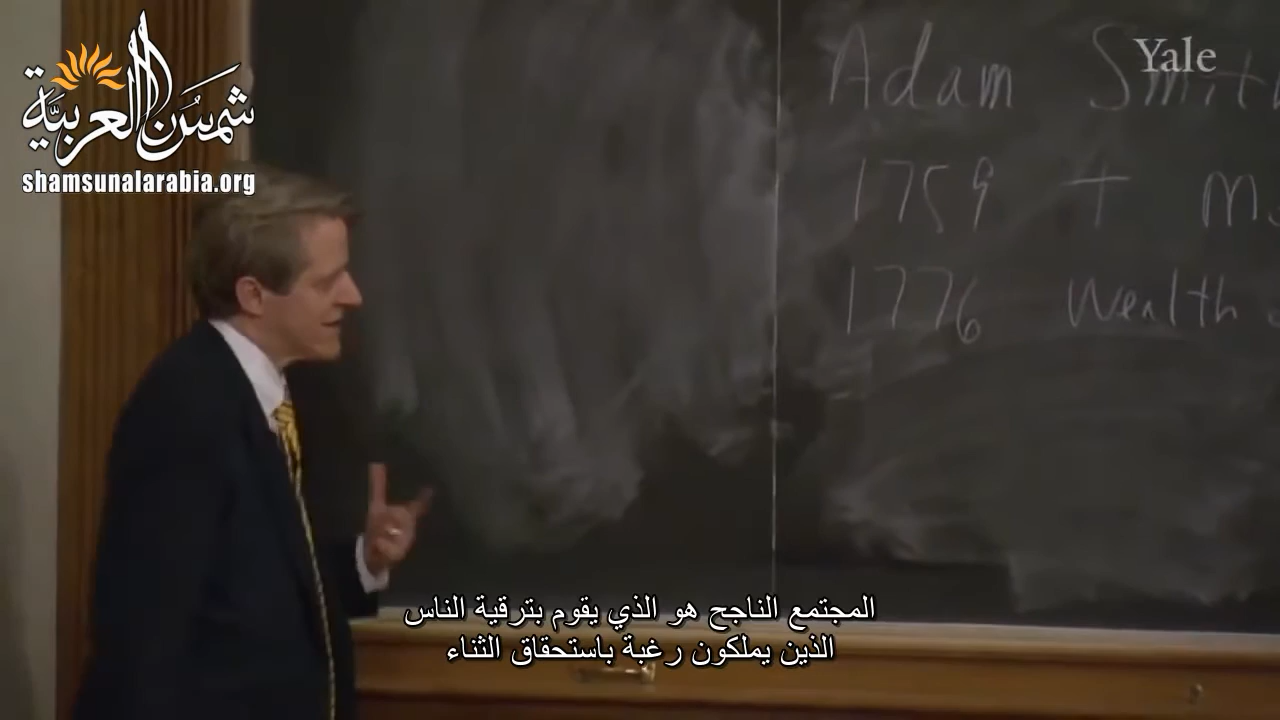 شمسُ العربيَّة
shamsunalarabia.org
Yale
Adam Smit
1759 + m
1776 Wealth
المجتمع الناجح هو الذي يقوم بترقية الناس
الذين يملكون رغبة باستحقاق الثناء